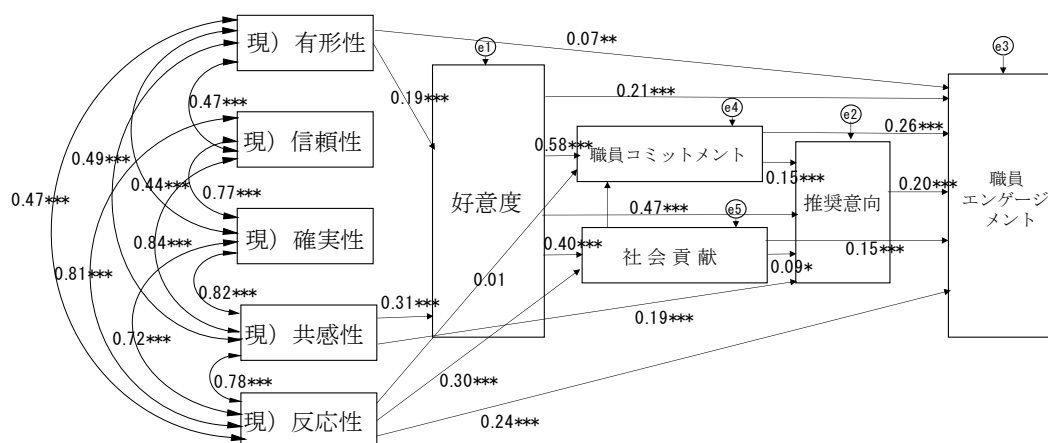 e1
e3
現）有形性
0.07**
0.19***
0.21***
e4
e2
0.47***
現）信頼性
0.58***
職員コミットメント
0.26***
0.49***
0.44***
0.15***
職員
エンゲージ
メント
0.47***
0.77***
好意度
推奨意向
0.20***
0.47***
e5
現）確実性
0.84***
0.40***
社会貢献
0.15***
0.81***
0.01
0.09*
0.82***
0.31***
現）共感性
0.19***
0.72***
0.78***
0.30***
現）反応性
0.24***